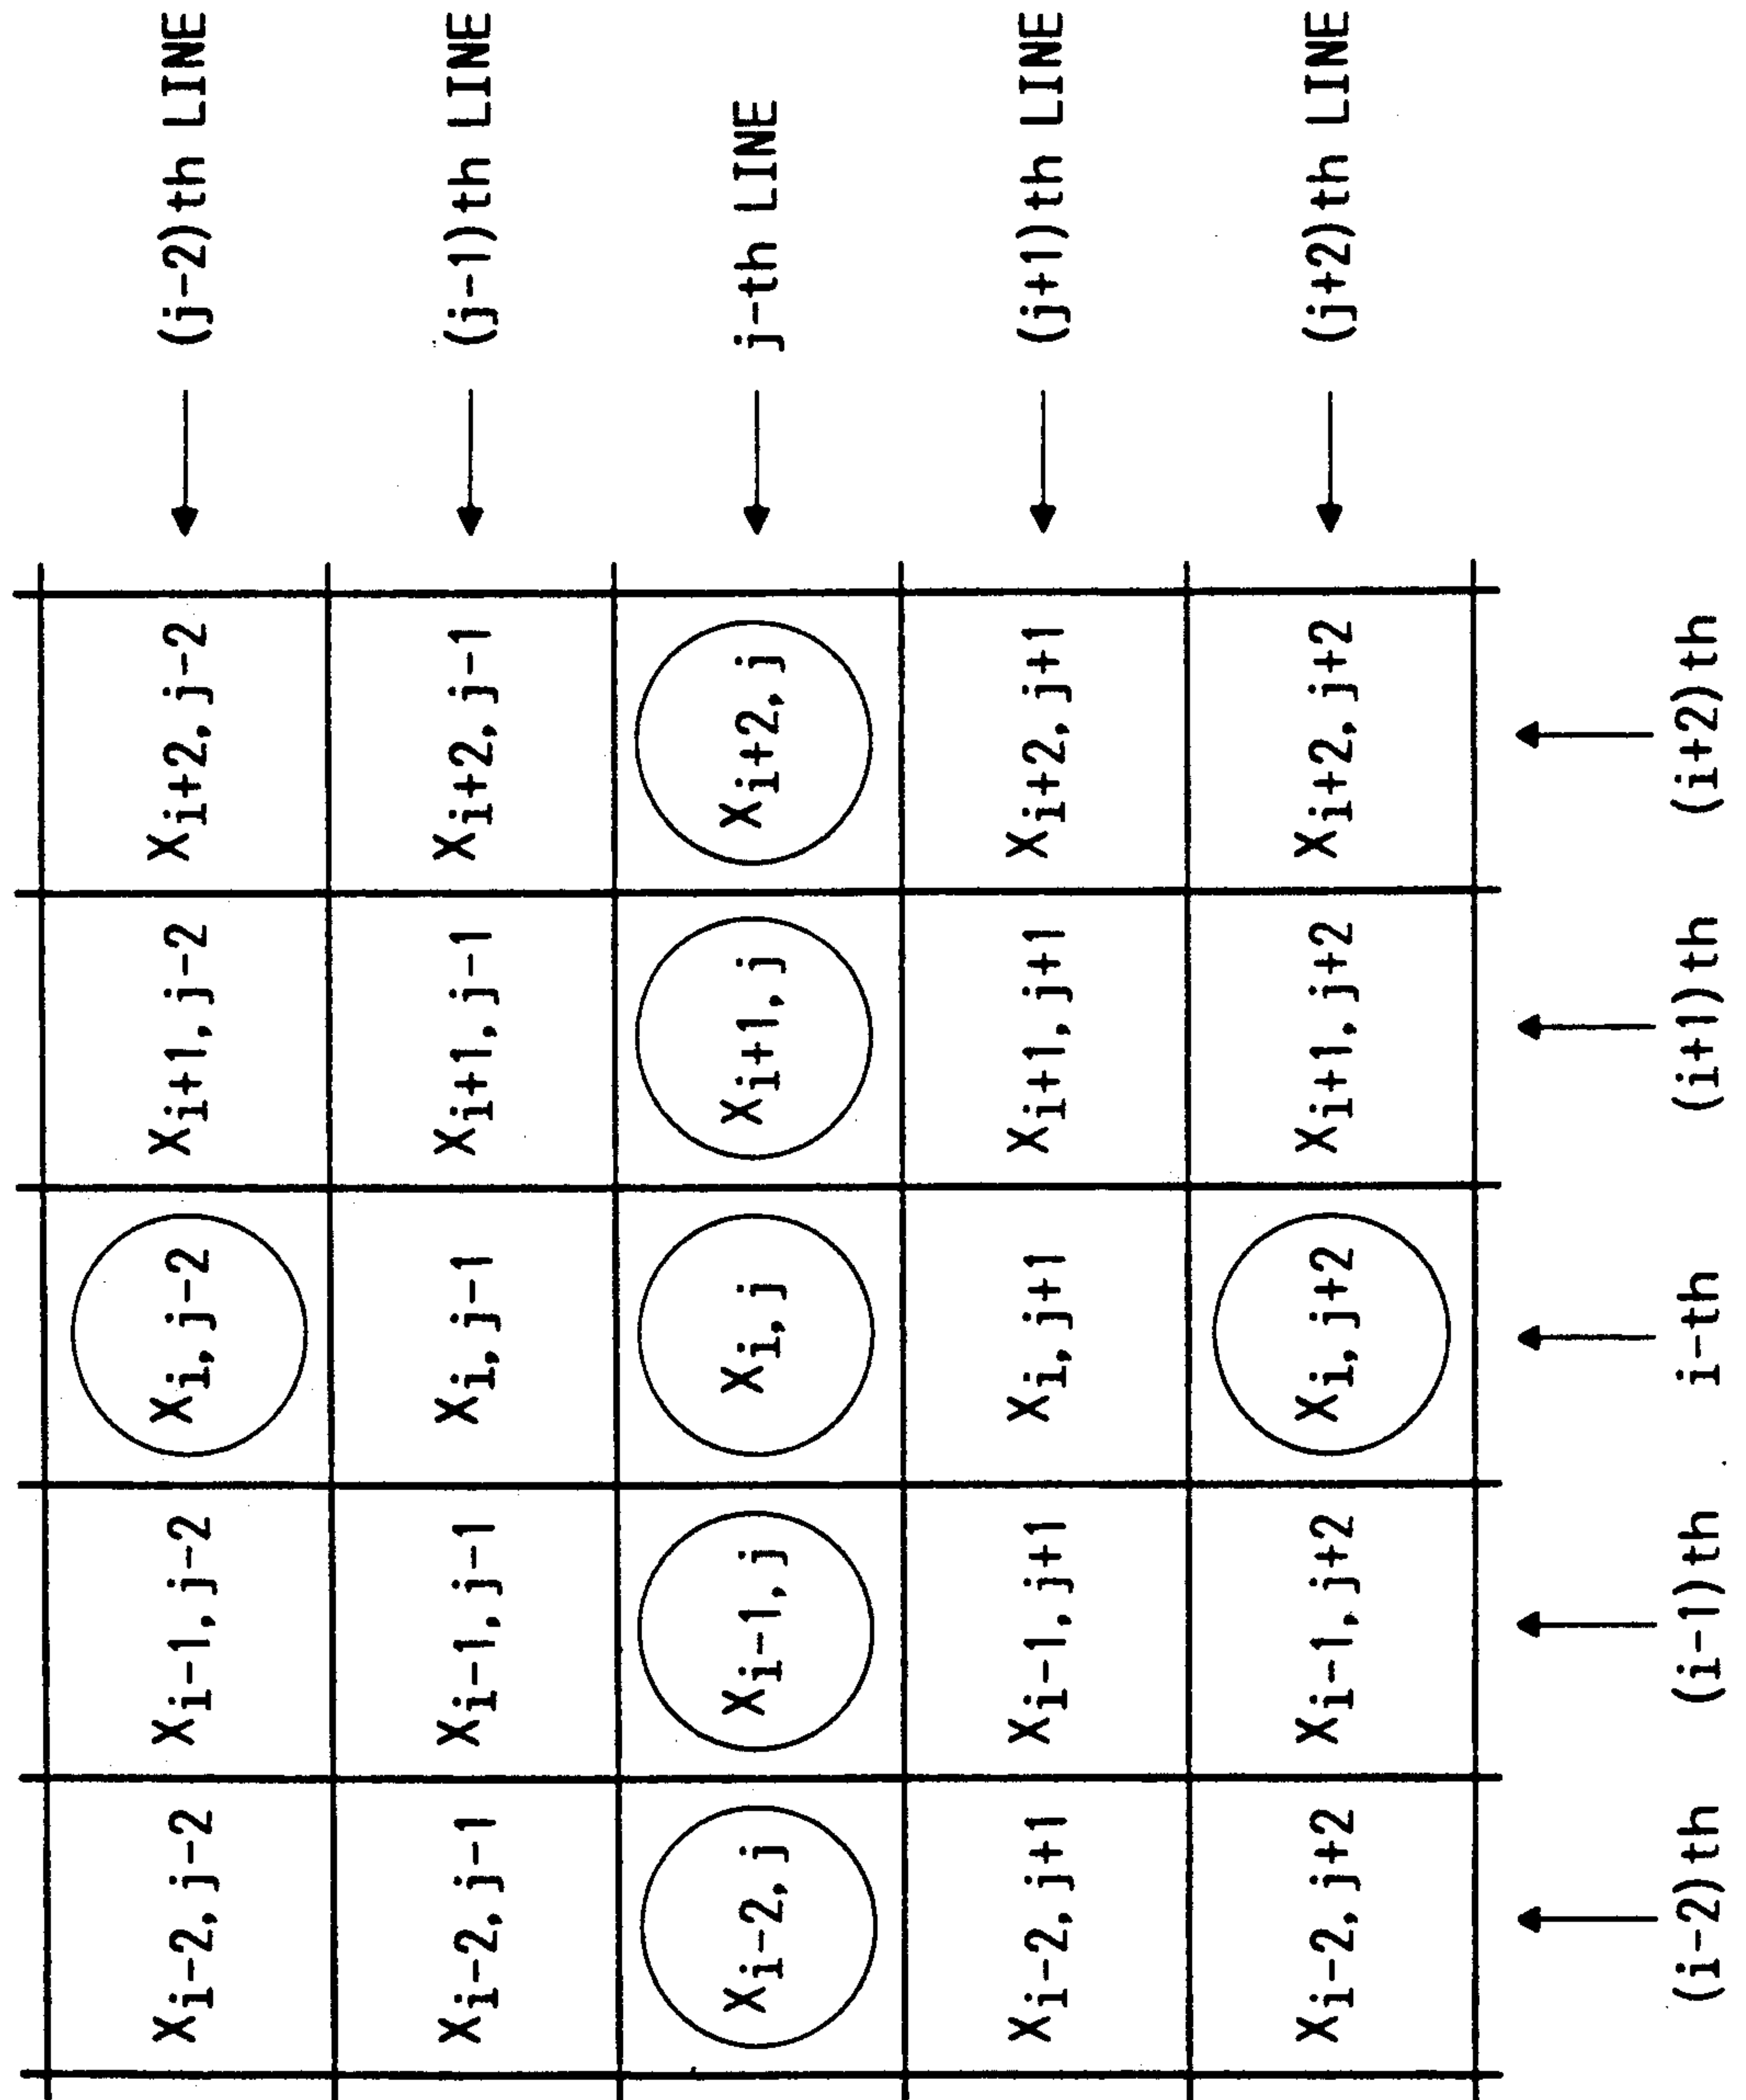 Xi-2, j-2 Xi-1, j-2 Xi, j-2 Xi+1, j-2 Xi+2, j-2 (j-2)th LINE
Xi-2, j-1 Xi-1, j-1 Xi, j-1 Xi+1, j-1 Xi+2, j-1 (j-1)th LINE
Xi-2, j Xi-1, j Xi, j Xi+1, j Xi+2, j j-th LINE
Xi-2, j+1 Xi-1, j+1 Xi, j+1 Xi+1, j+1 Xi+2, j+1 (j+1)th LINE
Xi-2, j+2 Xi-1, j+2 Xi, j+2 Xi+1, j+2 Xi+2, j+2 (j+2)th LINE
(i-2)th (i-1)th i-th (i+1)th (i+2)th